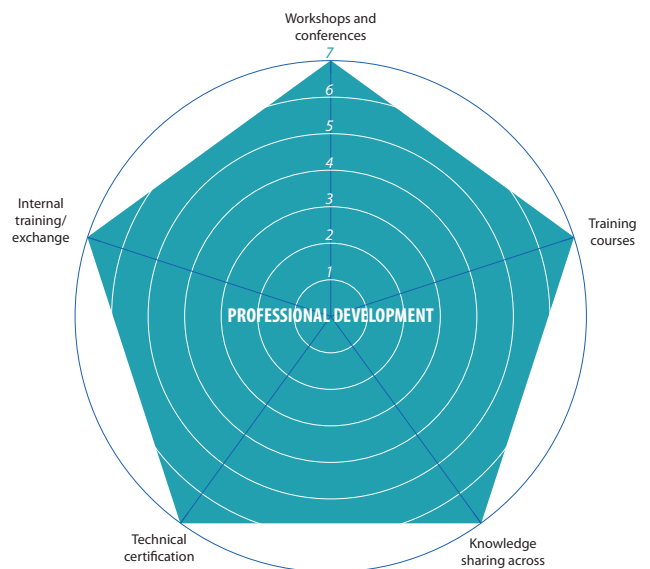 Workshops and
conferences
7
6
5
4
3
2
1
Internal
training/
exchange
Training
courses
PROFESSIONAL DEVELOPMENT
Technical
certification
Knowledge
sharing across